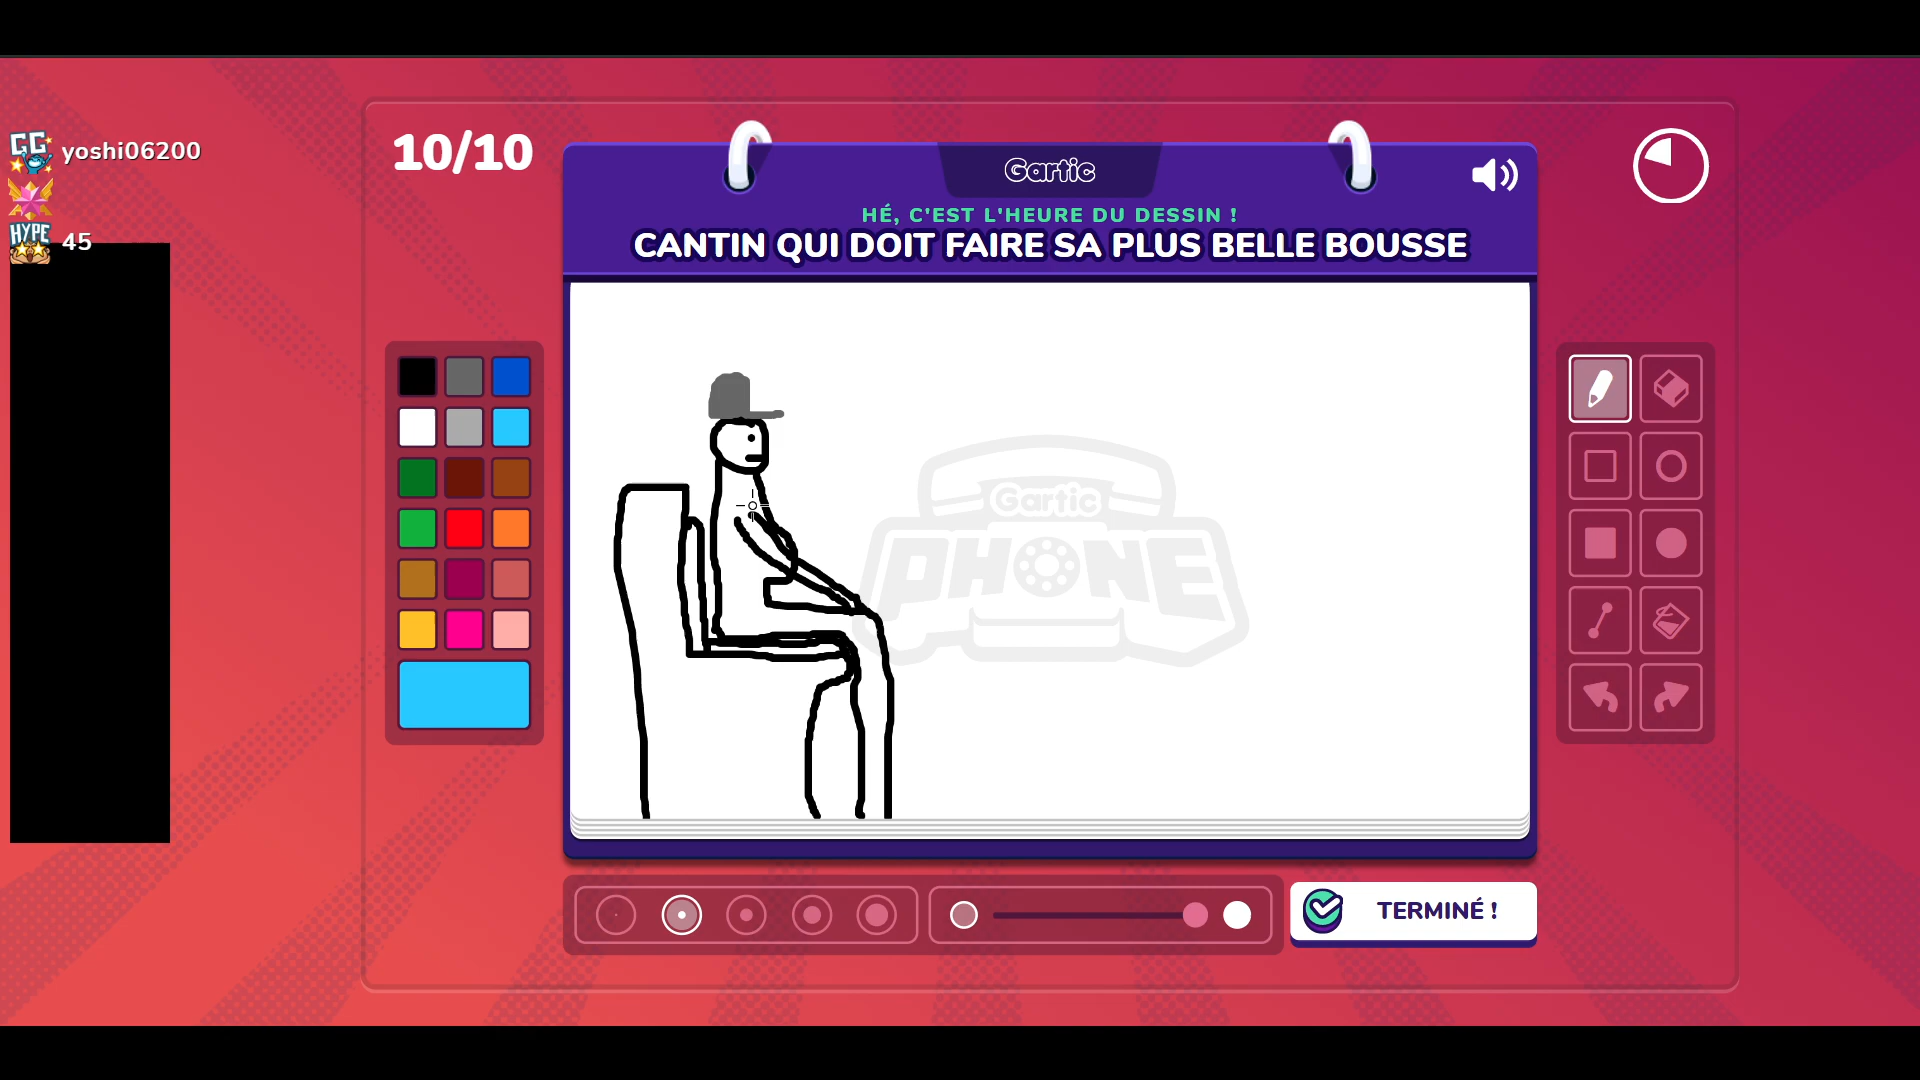 GG
yoshi06200
HYPE
45
10/10
Gartic
HÉ, C'EST L'HEURE DU DESSIN !
CANTIN QUI DOIT FAIRE SA PLUS BELLE BOUSSE
Gartic
PHONE
TERMINÉ !